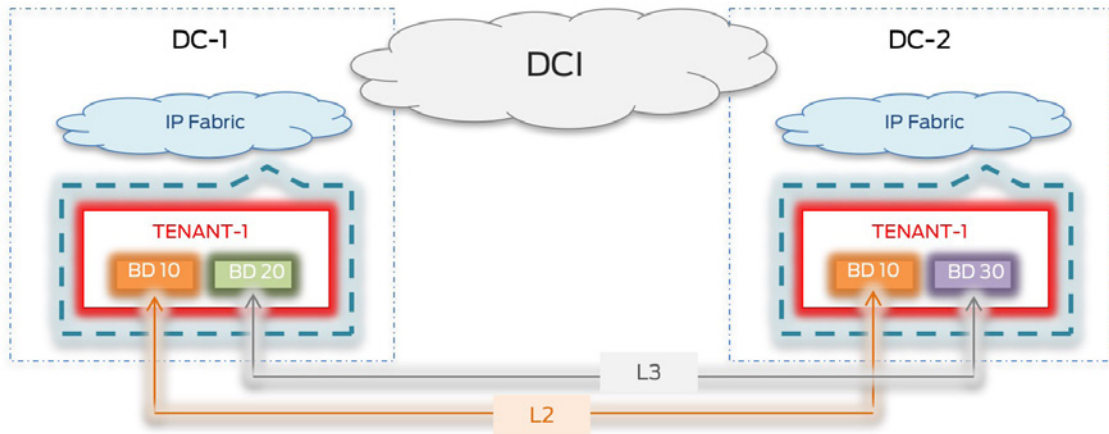 DC-1
DCI
DC-2
IP Fabric
IP Fabric
TENANT-1
BD 10
BD 20
TENANT-1
BD 10
BD 30
L3
L2